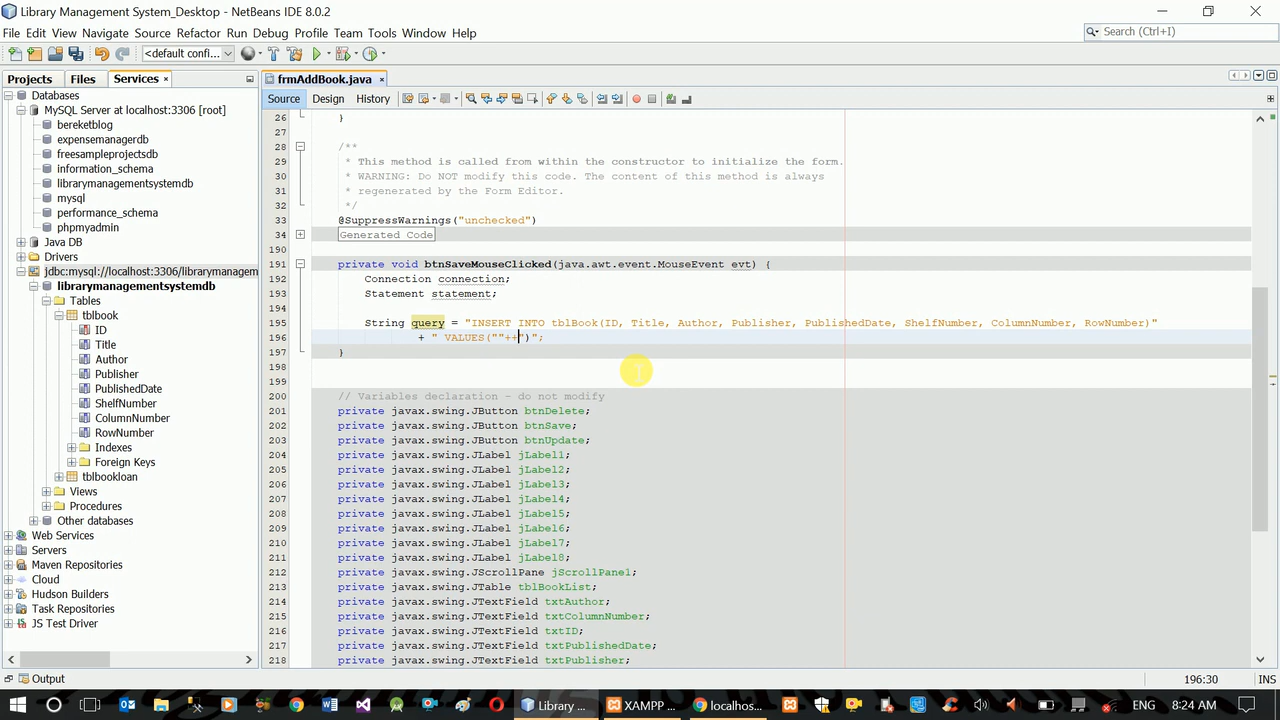 Library Management System_Desktop - NetBeans IDE 8.0.2
File Edit View Navigate Source Refactor Run Debug Profile Team Tools Window Help
Search (Ctrl+I)
<default confi...
Projects Files Services × frmAddBook.java ×
Source Design History
Databases
MySQL Server at localhost:3306 [root]
bereketblog
expensemanagerdb
freesampleprojectsdb
information_schema
librarymanagementsystemdb
mysql
performance_schema
phpmyadmin
Java DB
Drivers
jdbc:mysql://localhost:3306/librarymanagem
librarymanagementsystemdb
Tables
tblbook
ID
Title
Author
Publisher
PublishedDate
ShelfNumber
ColumnNumber
RowNumber
Indexes
Foreign Keys
tblbookloan
Views
Procedures
Other databases
Web Services
Servers
Maven Repositories
Cloud
Hudson Builders
Task Repositories
JS Test Driver
26 }
27
28 /**
29 * This method is called from within the constructor to initialize the form.
30 * WARNING: Do NOT modify this code. The content of this method is always
31 * regenerated by the Form Editor.
32 */
33 @SuppressWarnings("unchecked")
34 Generated Code
190
191 private void btnSaveMouseClicked(java.awt.event.MouseEvent evt) {
192 Connection connection;
193 Statement statement;
194
195 String query = "INSERT INTO tblBook(ID, Title, Author, Publisher, PublishedDate, ShelfNumber, ColumnNumber, RowNumber)"
196 + " VALUES(""++")";
197 }
198
199
200 // Variables declaration - do not modify
201 private javax.swing.JButton btnDelete;
202 private javax.swing.JButton btnSave;
203 private javax.swing.JButton btnUpdate;
204 private javax.swing.JLabel jLabel1;
205 private javax.swing.JLabel jLabel2;
206 private javax.swing.JLabel jLabel3;
207 private javax.swing.JLabel jLabel4;
208 private javax.swing.JLabel jLabel5;
209 private javax.swing.JLabel jLabel6;
210 private javax.swing.JLabel jLabel7;
211 private javax.swing.JLabel jLabel8;
212 private javax.swing.JScrollPane jScrollPane1;
213 private javax.swing.JTable tblBookList;
214 private javax.swing.JTextField txtAuthor;
215 private javax.swing.JTextField txtColumnNumber;
216 private javax.swing.JTextField txtID;
217 private javax.swing.JTextField txtPublishedDate;
218 private javax.swing.JTextField txtPublisher;
Output
196:30 INS
Library ... XAMPP ... localhos... ENG 8:24 AM